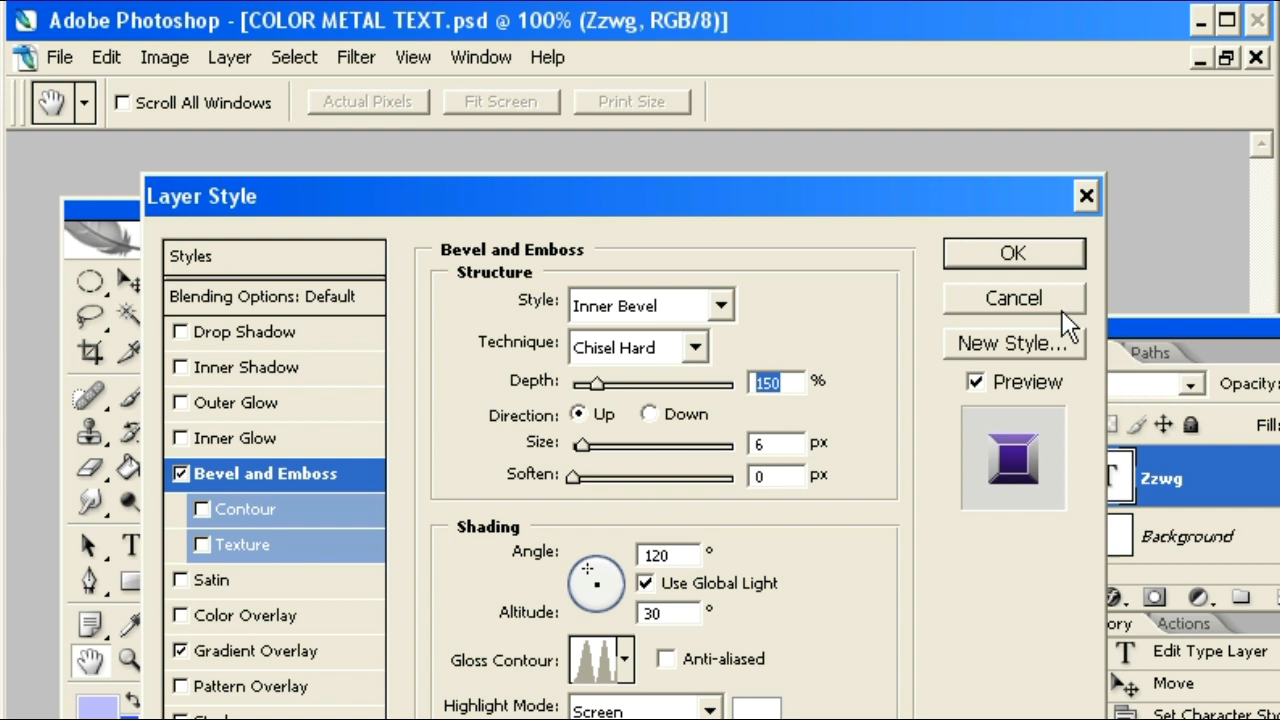 Adobe Photoshop - [COLOR METAL TEXT.psd @ 100% (Zzwg, RGB/8)]
File Edit Image Layer Select Filter View Window Help
Scroll All Windows Actual Pixels Fit Screen Print Size
Layer Style
Styles
Blending Options: Default
Drop Shadow
Inner Shadow
Outer Glow
Inner Glow
Bevel and Emboss
Contour
Texture
Satin
Color Overlay
Gradient Overlay
Pattern Overlay
Bevel and Emboss
Structure
Style: Inner Bevel
Technique: Chisel Hard
Depth: 150 %
Direction: Up Down
Size: 6 px
Soften: 0 px
Shading
Angle: 120 °
Use Global Light
Altitude: 30 °
Gloss Contour: Anti-aliased
Highlight Mode: Screen
OK
Cancel
New Style...
Preview
Paths
Opacity:
Fill:
Zzwg
Background
ory Actions
Edit Type Layer
Move
Set Character Sty